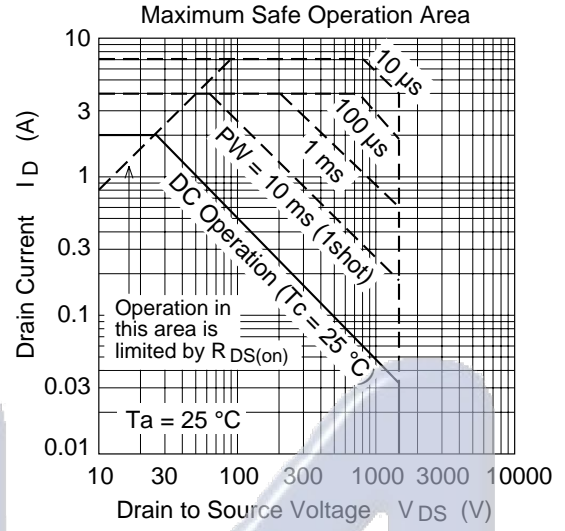 Maximum Safe Operation Area
10
3
1
0.3
0.1
0.03
0.01
Drain Current I D (A)
10 µs
100 µs
1 ms
PW = 10 ms (1shot)
DC Operation (Tc = 25 °C)
Operation in
this area is
limited by R DS(on)
Ta = 25 °C
10 30 100 300 1000 3000 10000
Drain to Source Voltage V DS (V)